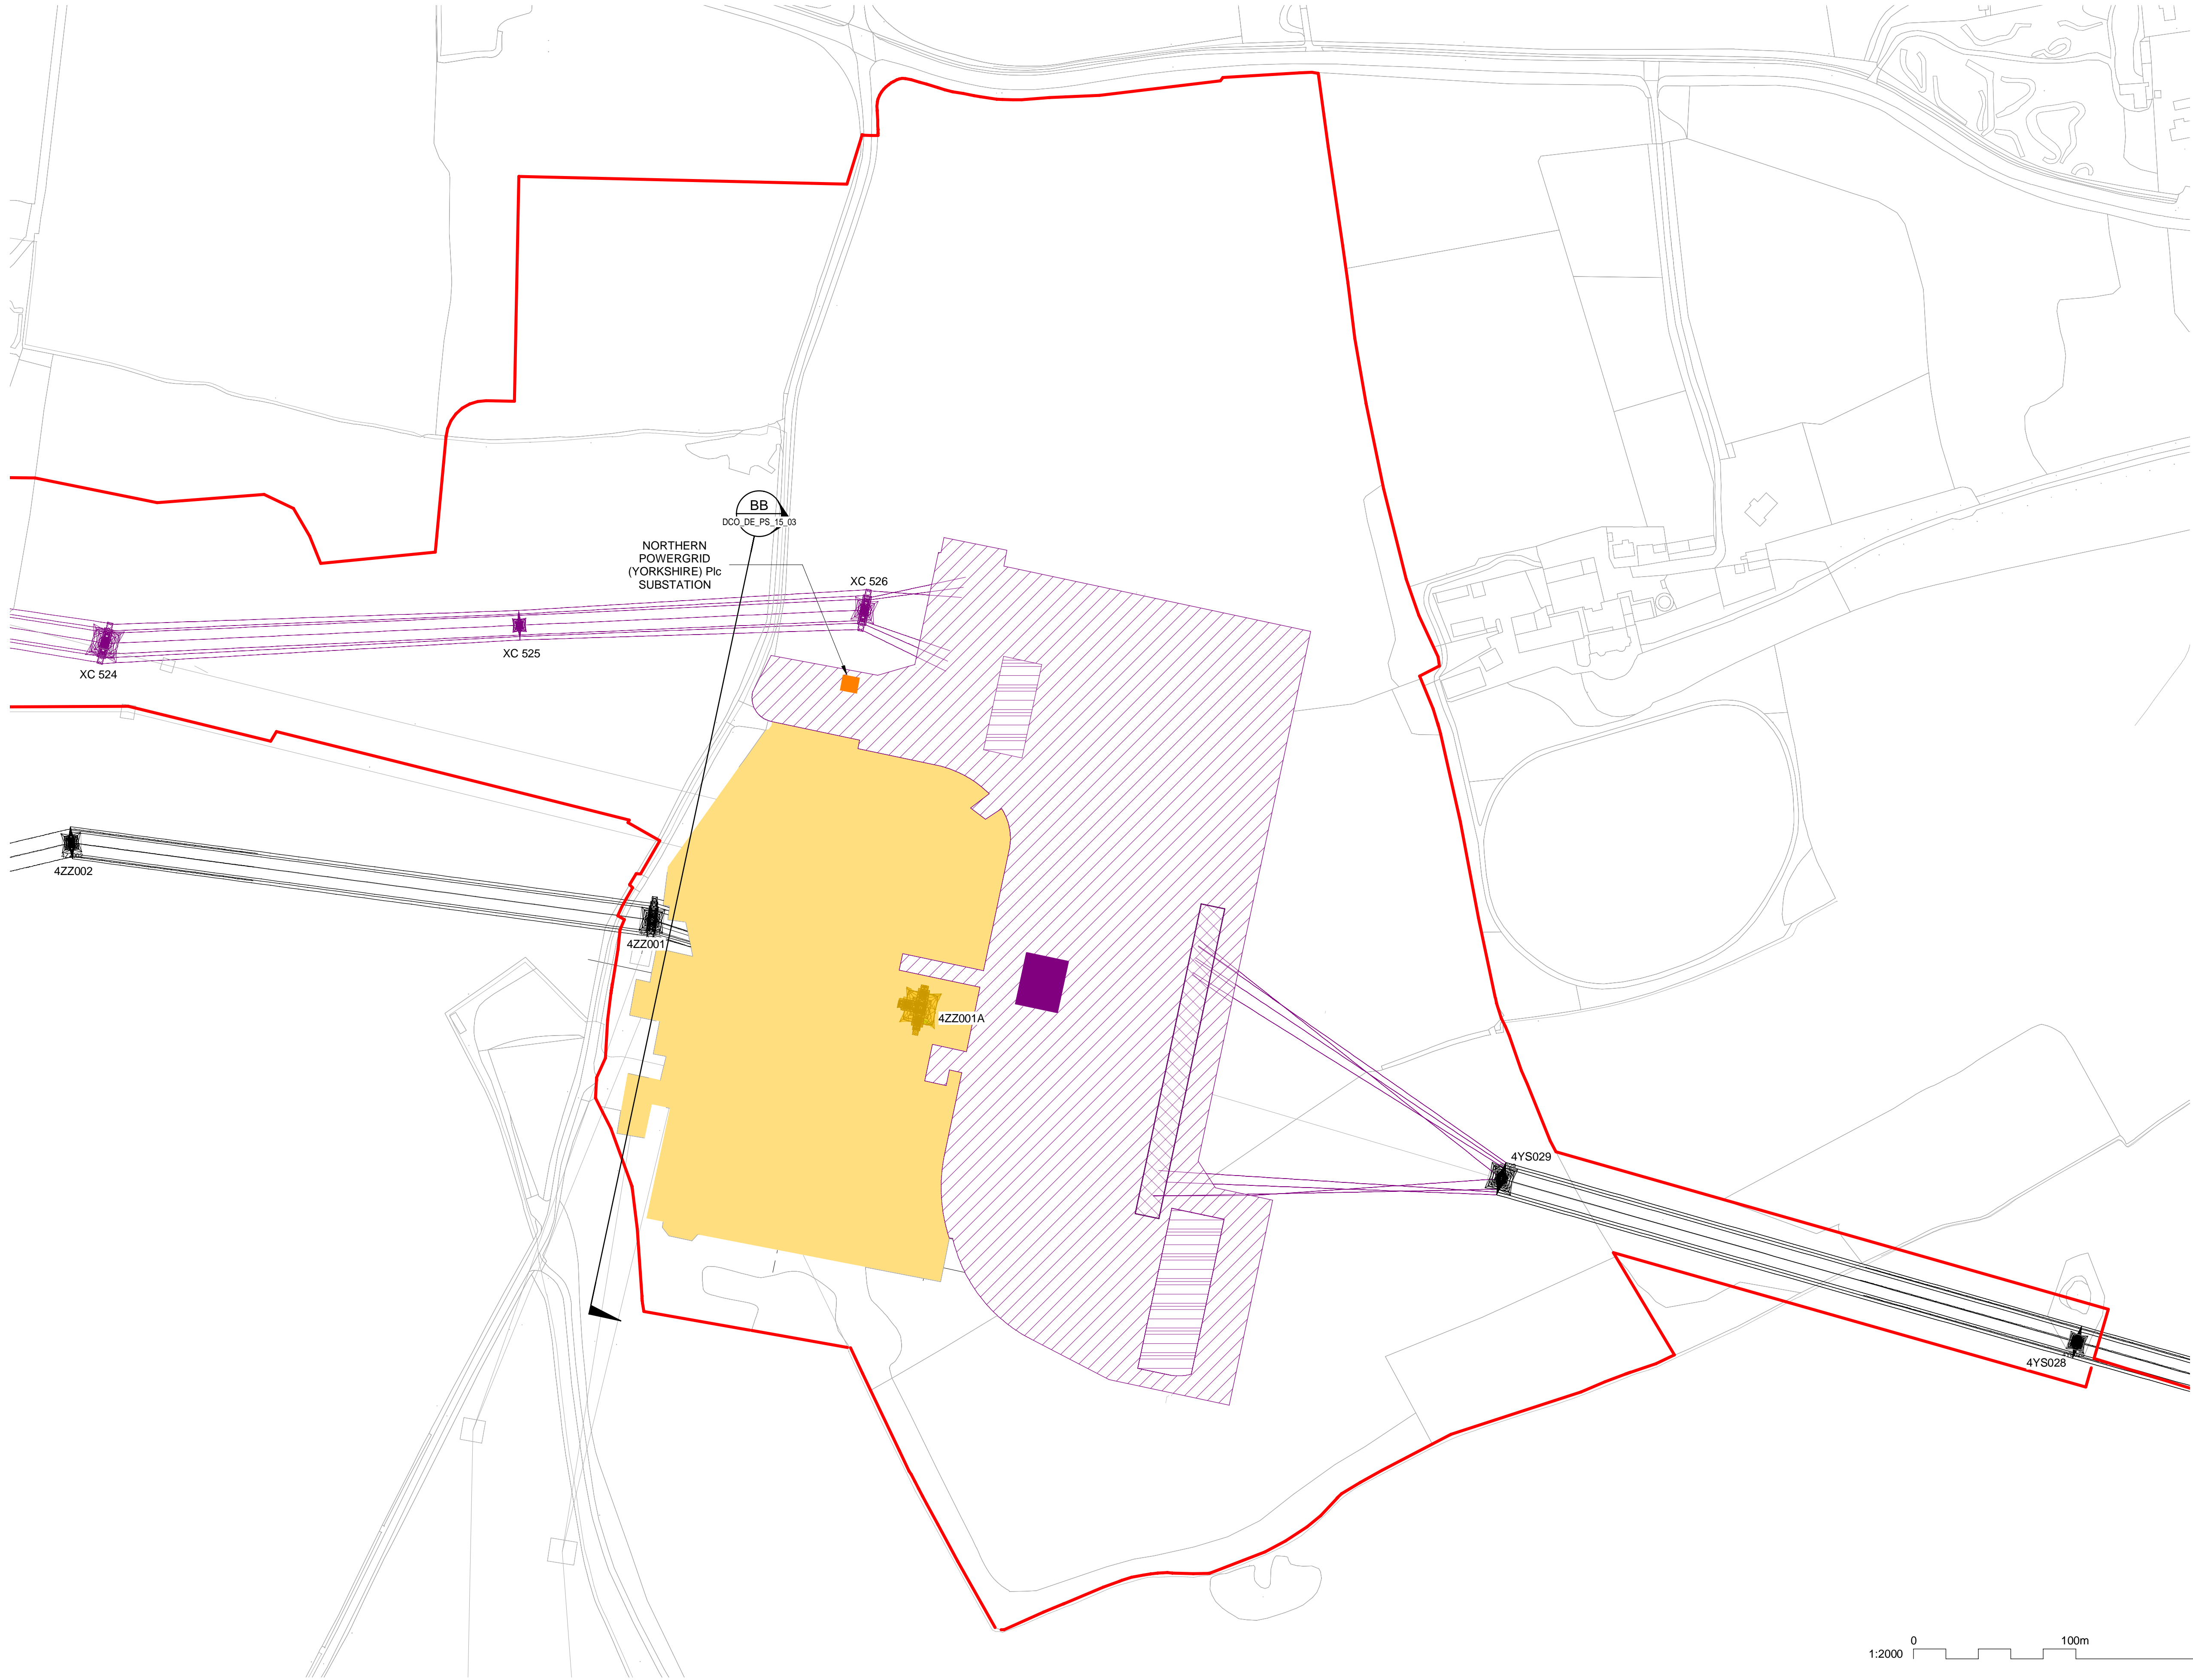 BB
DCO_DE_PS_15_03
NORTHERN
POWERGRID
(YORKSHIRE) Plc
SUBSTATION
XC 526
XC 525
XC 524
4ZZ002
4ZZ001
4ZZ001A
4YS029
4YS028
0
100m
1:2000